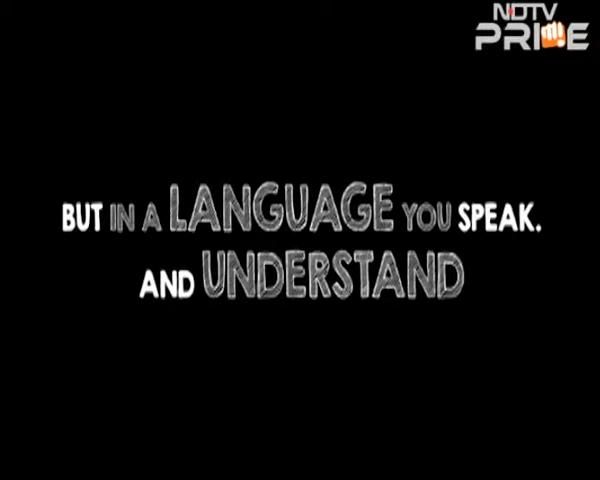 NDTV
PRIME
BUT IN A LANGUAGE YOU SPEAK.
AND UNDERSTAND